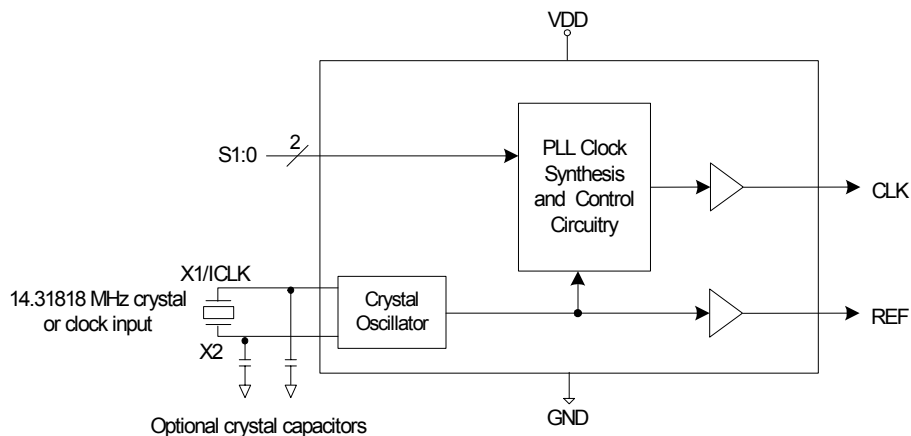 VDD
2
S1:0
PLL Clock
Synthesis
and Control
Circuitry
CLK
X1/ICLK
14.31818 MHz crystal
or clock input
Crystal
Oscillator
REF
X2
GND
Optional crystal capacitors